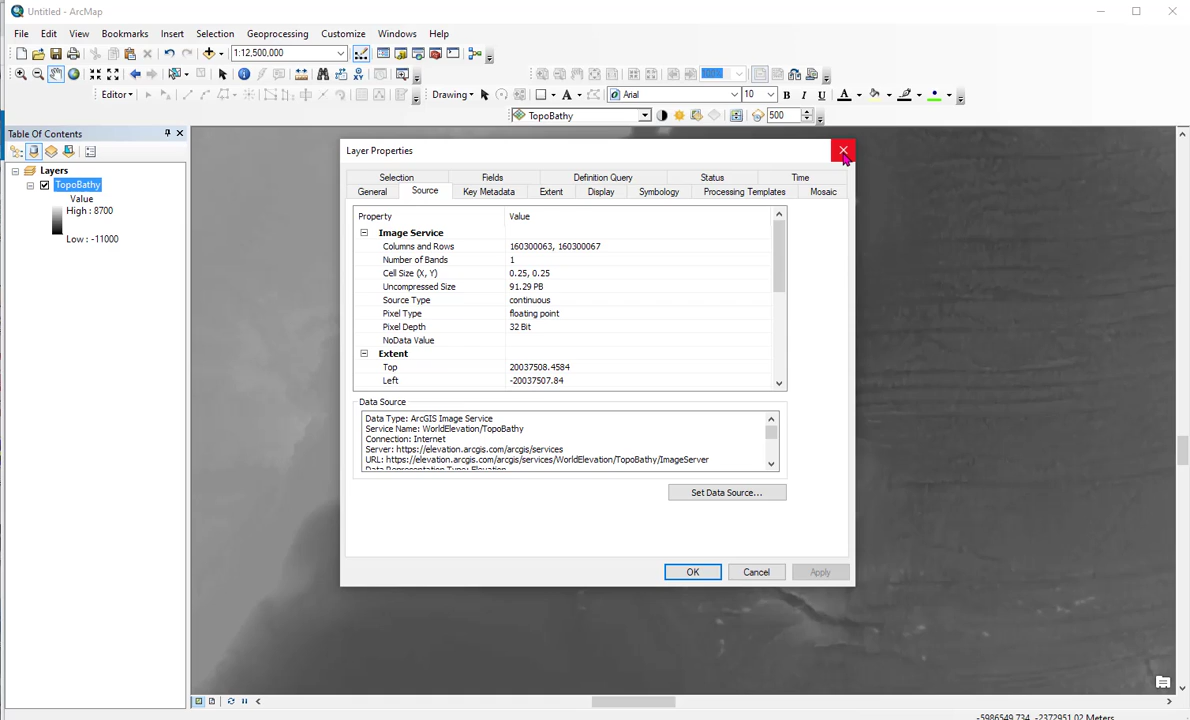 Untitled - ArcMap
File Edit View Bookmarks Insert Selection Geoprocessing Customize Windows Help
1:12,500,000
Editor Drawing Arial 10 B I U A
TopoBathy 500
Table Of Contents
Layers
TopoBathy
Value
High : 8700
Low : -11000
Layer Properties
Selection Fields Definition Query Status Time
General Source Key Metadata Extent Display Symbology Processing Templates Mosaic
Property Value
Image Service
Columns and Rows 160300063, 160300067
Number of Bands 1
Cell Size (X, Y) 0.25, 0.25
Uncompressed Size 91.29 PB
Source Type continuous
Pixel Type floating point
Pixel Depth 32 Bit
NoData Value
Extent
Top 20037508.4584
Left -20037507.84
Data Source
Data Type: ArcGIS Image Service
Service Name: WorldElevation/TopoBathy
Connection: Internet
Server: https://elevation.arcgis.com/arcgis/services
URL: https://elevation.arcgis.com/arcgis/services/WorldElevation/TopoBathy/ImageServer
Data Representation Type: Elevation
Set Data Source...
OK Cancel Apply
-5986549.734 -2372951.02 Meters